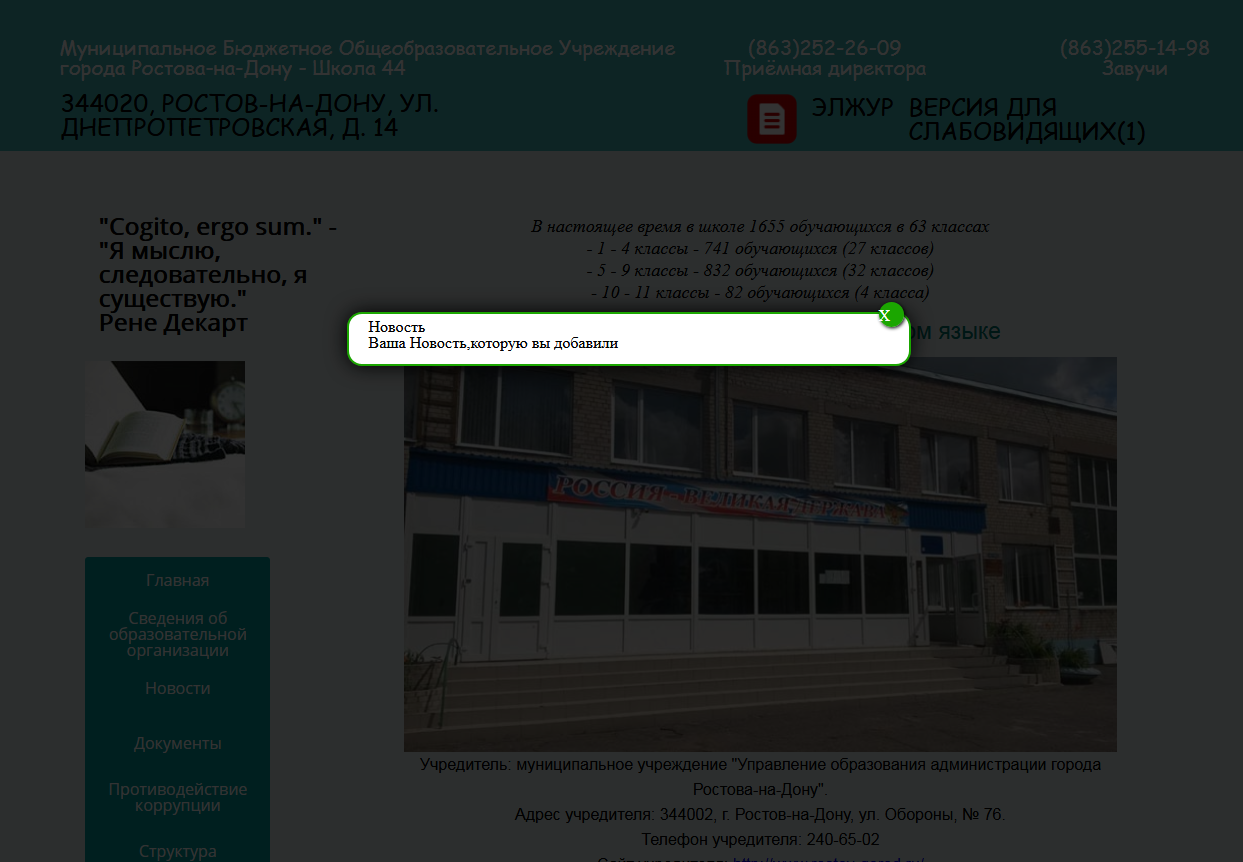 Муниципальное Бюджетное Общеобразовательное Учреждение
города Ростова-на-Дону - Школа 44
(863)252-26-09
Приёмная директора
(863)255-14-98
Завучи
344020, РОСТОВ-НА-ДОНУ, УЛ.
ДНЕПРОПЕТРОВСКАЯ, Д. 14
ЭЛЖУР
ВЕРСИЯ ДЛЯ
СЛАБОВИДЯЩИХ(1)
"Cogito, ergo sum." -
"Я мыслю,
следовательно, я
существую."
Рене Декарт
В настоящее время в школе 1655 обучающихся в 63 классах
- 1 - 4 классы - 741 обучающихся (27 классов)
- 5 - 9 классы - 832 обучающихся (32 классов)
- 10 - 11 классы - 82 обучающихся (4 класса)
языке
x
Новость
Ваша Новость,которую вы добавили
РОССИЯ - ВЕЛИКАЯ ДЕРЖАВА
Главная
Сведения об
образовательной
организации
Новости
Документы
Противодействие
коррупции
Структура
Учредитель: муниципальное учреждение "Управление образования администрации города
Ростова-на-Дону".
Адрес учредителя: 344002, г. Ростов-на-Дону, ул. Обороны, № 76.
Телефон учредителя: 240-65-02